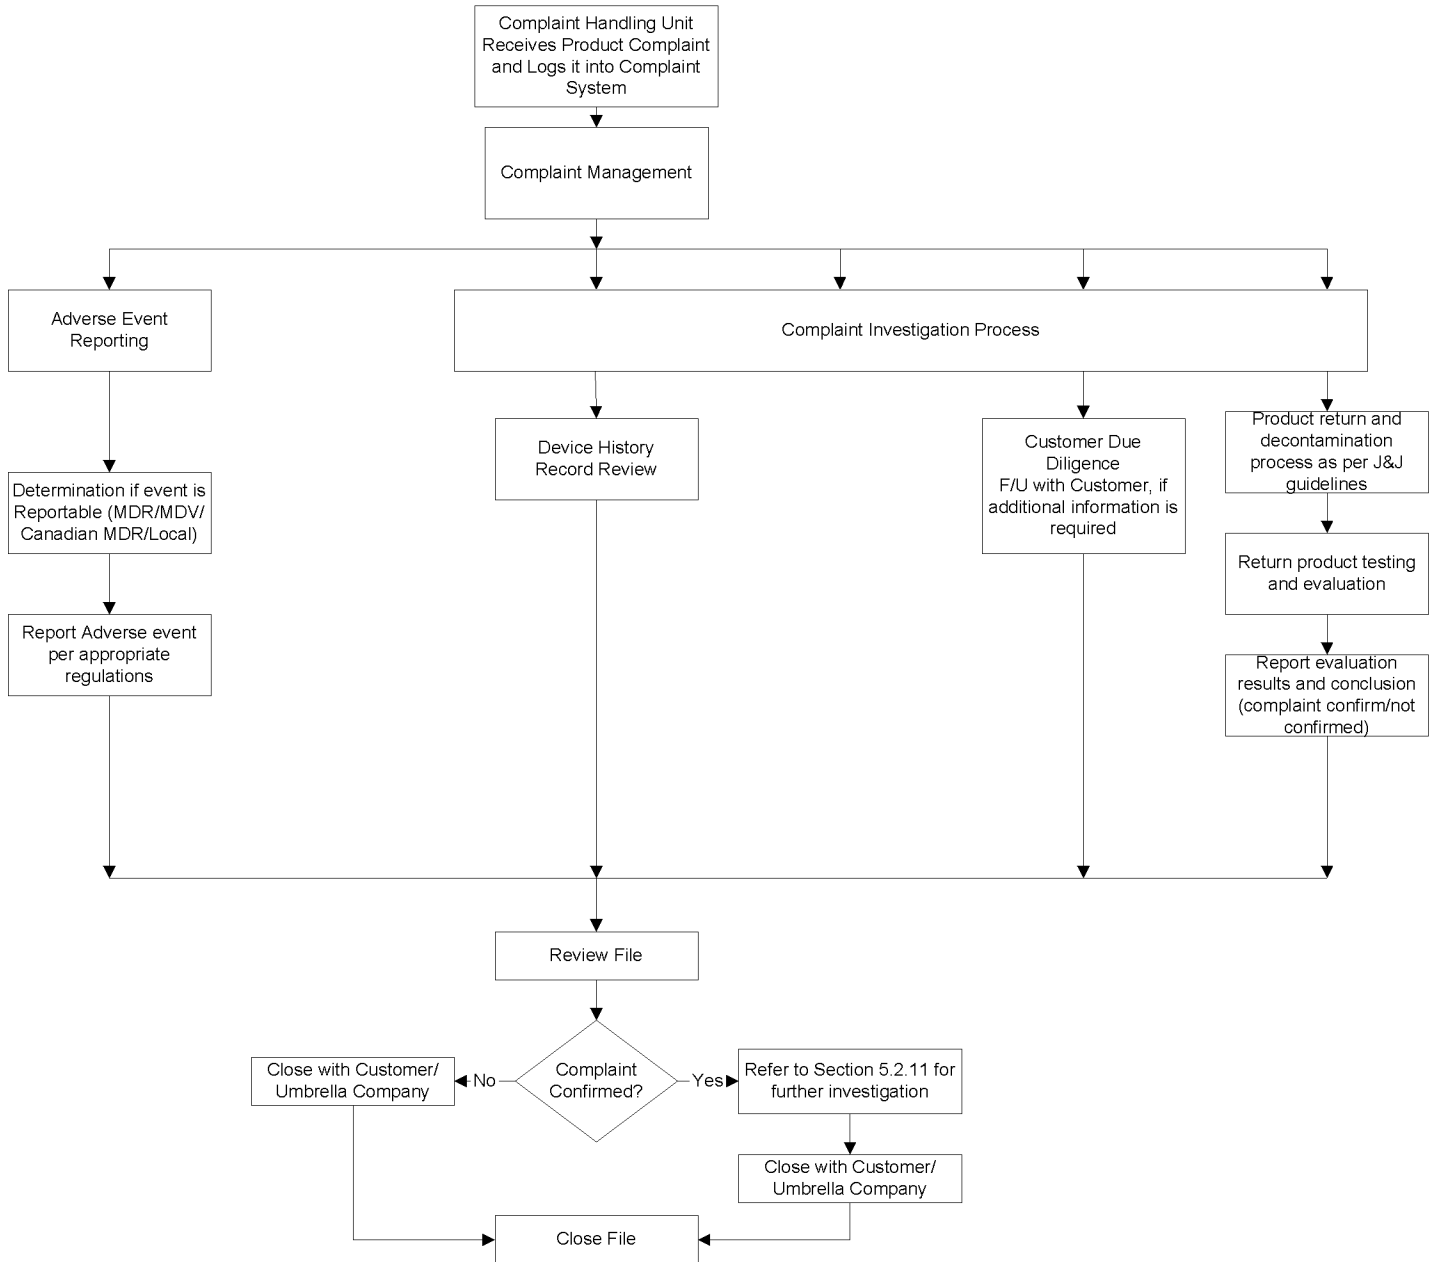 Complaint Handling Unit
Receives Product Complaint
and Logs it into Complaint
System
Complaint Management
Adverse Event
Reporting
Complaint Investigation Process
Device History
Record Review
Customer Due
Diligence
F/U with Customer, if
additional information is
required
Product return and
decontamination
process as per J&J
guidelines
Determination if event is
Reportable (MDR/MDV/
Canadian MDR/Local)
Return product testing
and evaluation
Report Adverse event
per appropriate
regulations
Report evaluation
results and conclusion
(complaint confirm/not
confirmed)
Review File
Complaint
Confirmed?
No
Yes
Close with Customer/
Umbrella Company
Refer to Section 5.2.11 for
further investigation
Close with Customer/
Umbrella Company
Close File